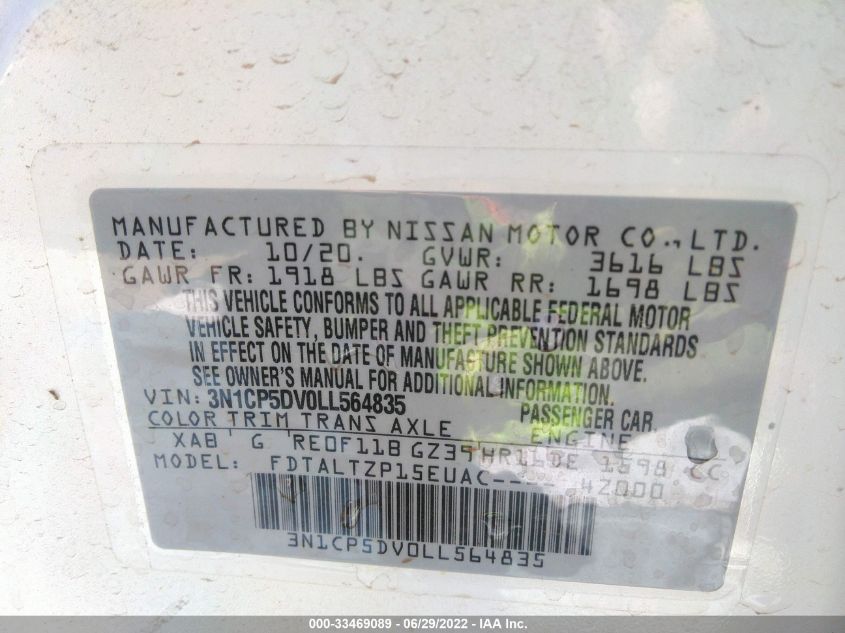 MANUFACTURED BY NISSAN MOTOR CO., LTD.
DATE: 10/20. GVWR: 3616 LBS
GAWR FR: 1918 LBS GAWR RR: 1698 LBS
THIS VEHICLE CONFORMS TO ALL APPLICABLE FEDERAL MOTOR
VEHICLE SAFETY, BUMPER AND THEFT PREVENTION STANDARDS
IN EFFECT ON THE DATE OF MANUFACTURE SHOWN ABOVE.
SEE OWNER'S MANUAL FOR ADDITIONAL INFORMATION.
VIN: 3N1CP5DV0LL564835 PASSENGER CAR.
COLOR TRIM TRANS AXLE ENGINE
XAB G RE0F11B GZ39 HR16DE 1698 CC
MODEL: FDTALTZP15EUAC---- 4Z000
3N1CP5DV0LL564835
000-33469089 - 06/29/2022 - IAA Inc.